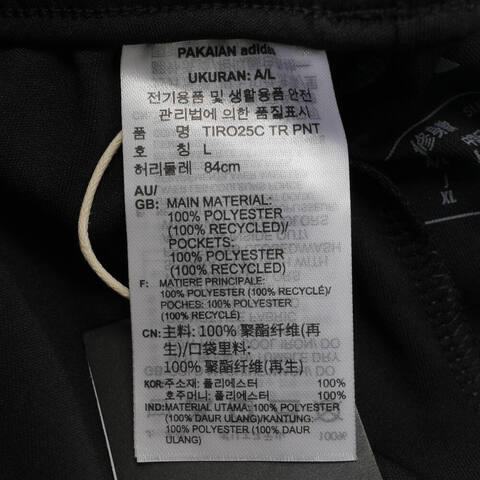 PAKAIAN adidas
UKURAN: A/L
전기용품 및 생활용품 안전
관리법에 의한 품질표시
품 명 TIRO25C TR PNT
호 칭 L
허리둘레 84cm
AU/
GB: MAIN MATERIAL:
100% POLYESTER
(100% RECYCLED)/
POCKETS:
100% POLYESTER
(100% RECYCLED)
F: MATIERE PRINCIPALE:
100% POLYESTER (100% RECYCLÉ)/
POCHES: 100% POLYESTER
(100% RECYCLÉ)
CN: 主料: 100% 聚酯纤维(再
生)/口袋里料:
100% 聚酯纤维(再生)
KOR: 주소재: 폴리에스터 100%
호주머니: 폴리에스터 100%
IND: MATERIAL UTAMA: 100% POLYESTER
(100% DAUR ULANG)/KANTUNG:
100% POLYESTER (100% DAUR
ULANG)
XL